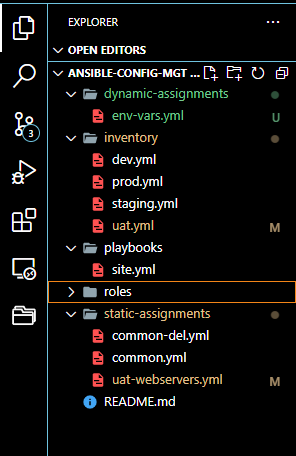 EXPLORER ...
OPEN EDITORS
ANSIBLE-CONFIG-MGT ...
dynamic-assignments
env-vars.yml U
inventory
dev.yml
prod.yml
staging.yml
uat.yml M
playbooks
site.yml
3
roles
static-assignments
common-del.yml
common.yml
uat-webservers.yml M
README.md